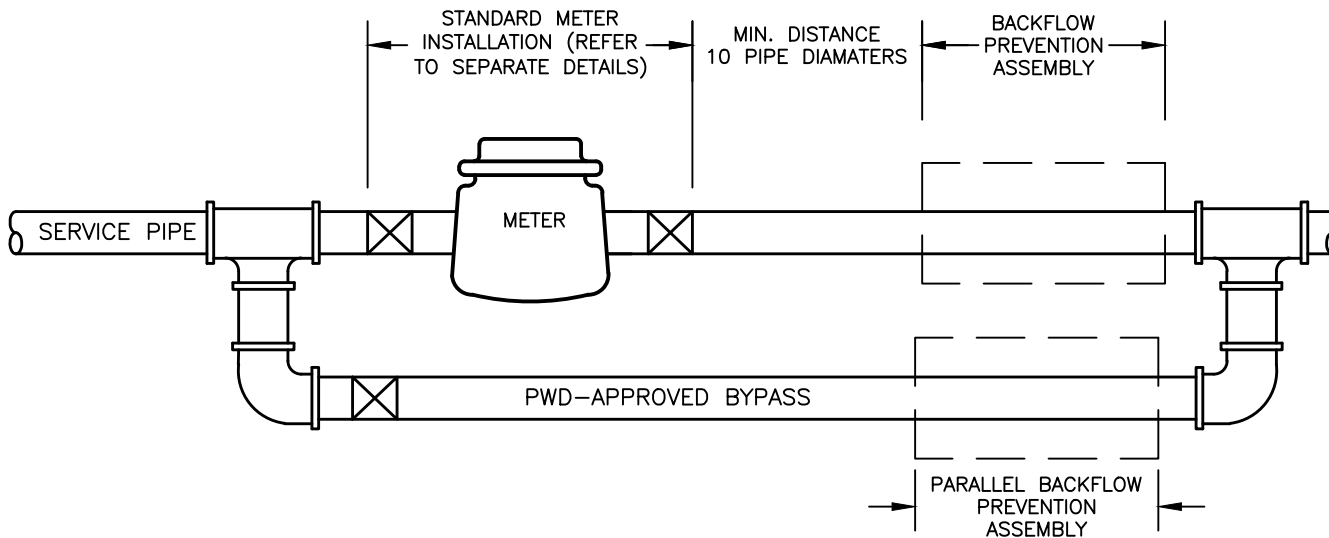 STANDARD METER
INSTALLATION (REFER
TO SEPARATE DETAILS)
MIN. DISTANCE
10 PIPE DIAMATERS
BACKFLOW
PREVENTION
ASSEMBLY
SERVICE PIPE
METER
PWD-APPROVED BYPASS
PARALLEL BACKFLOW
PREVENTION
ASSEMBLY